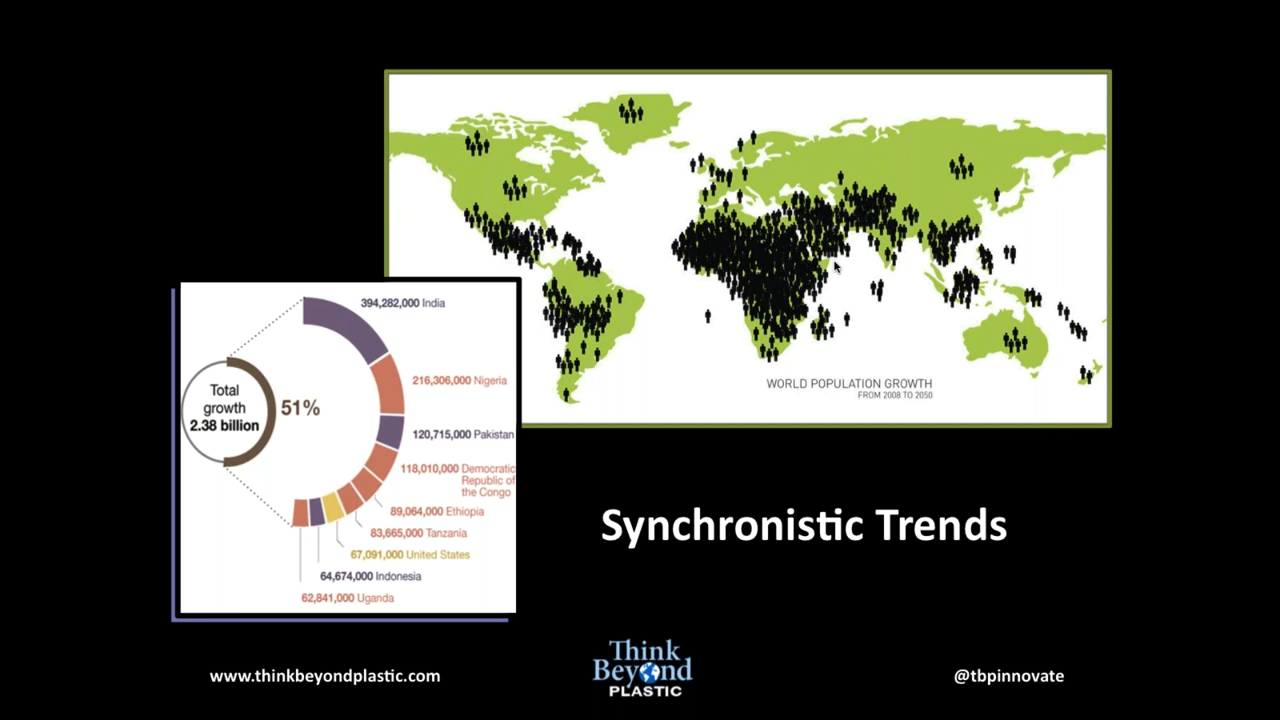 WORLD POPULATION GROWTH
FROM 2008 TO 2050
394,282,000 India
216,306,000 Nigeria
Total
growth
2.38 billion
51%
120,715,000 Pakistan
118,010,000 Democratic
Republic of
the Congo
89,064,000 Ethiopia
83,665,000 Tanzania
67,091,000 United States
64,674,000 Indonesia
62,841,000 Uganda
Synchronistic Trends
www.thinkbeyondplastic.com
Think
Beyond
PLASTIC
@tbpinnovate